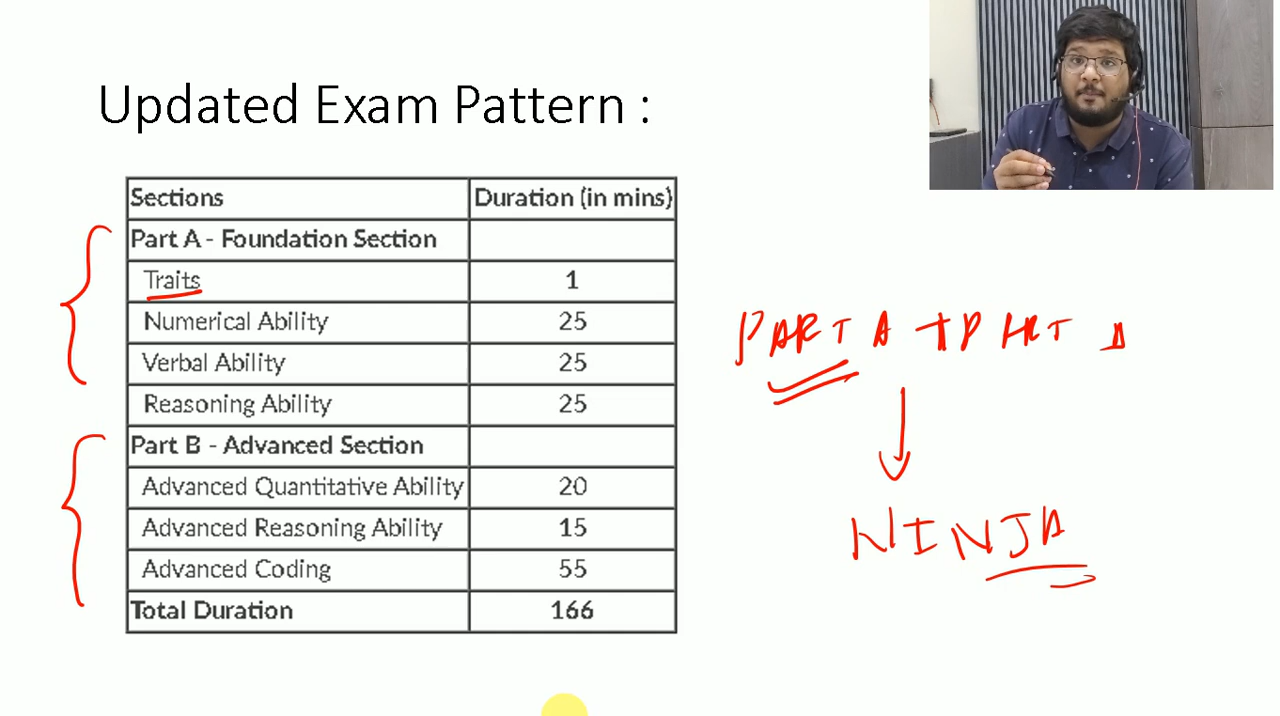 Updated Exam Pattern :
Sections Duration (in mins)
Part A - Foundation Section
Traits 1
Numerical Ability 25
Verbal Ability 25
Reasoning Ability 25
Part B - Advanced Section
Advanced Quantitative Ability 20
Advanced Reasoning Ability 15
Advanced Coding 55
Total Duration 166
PART A + PART
NINJA